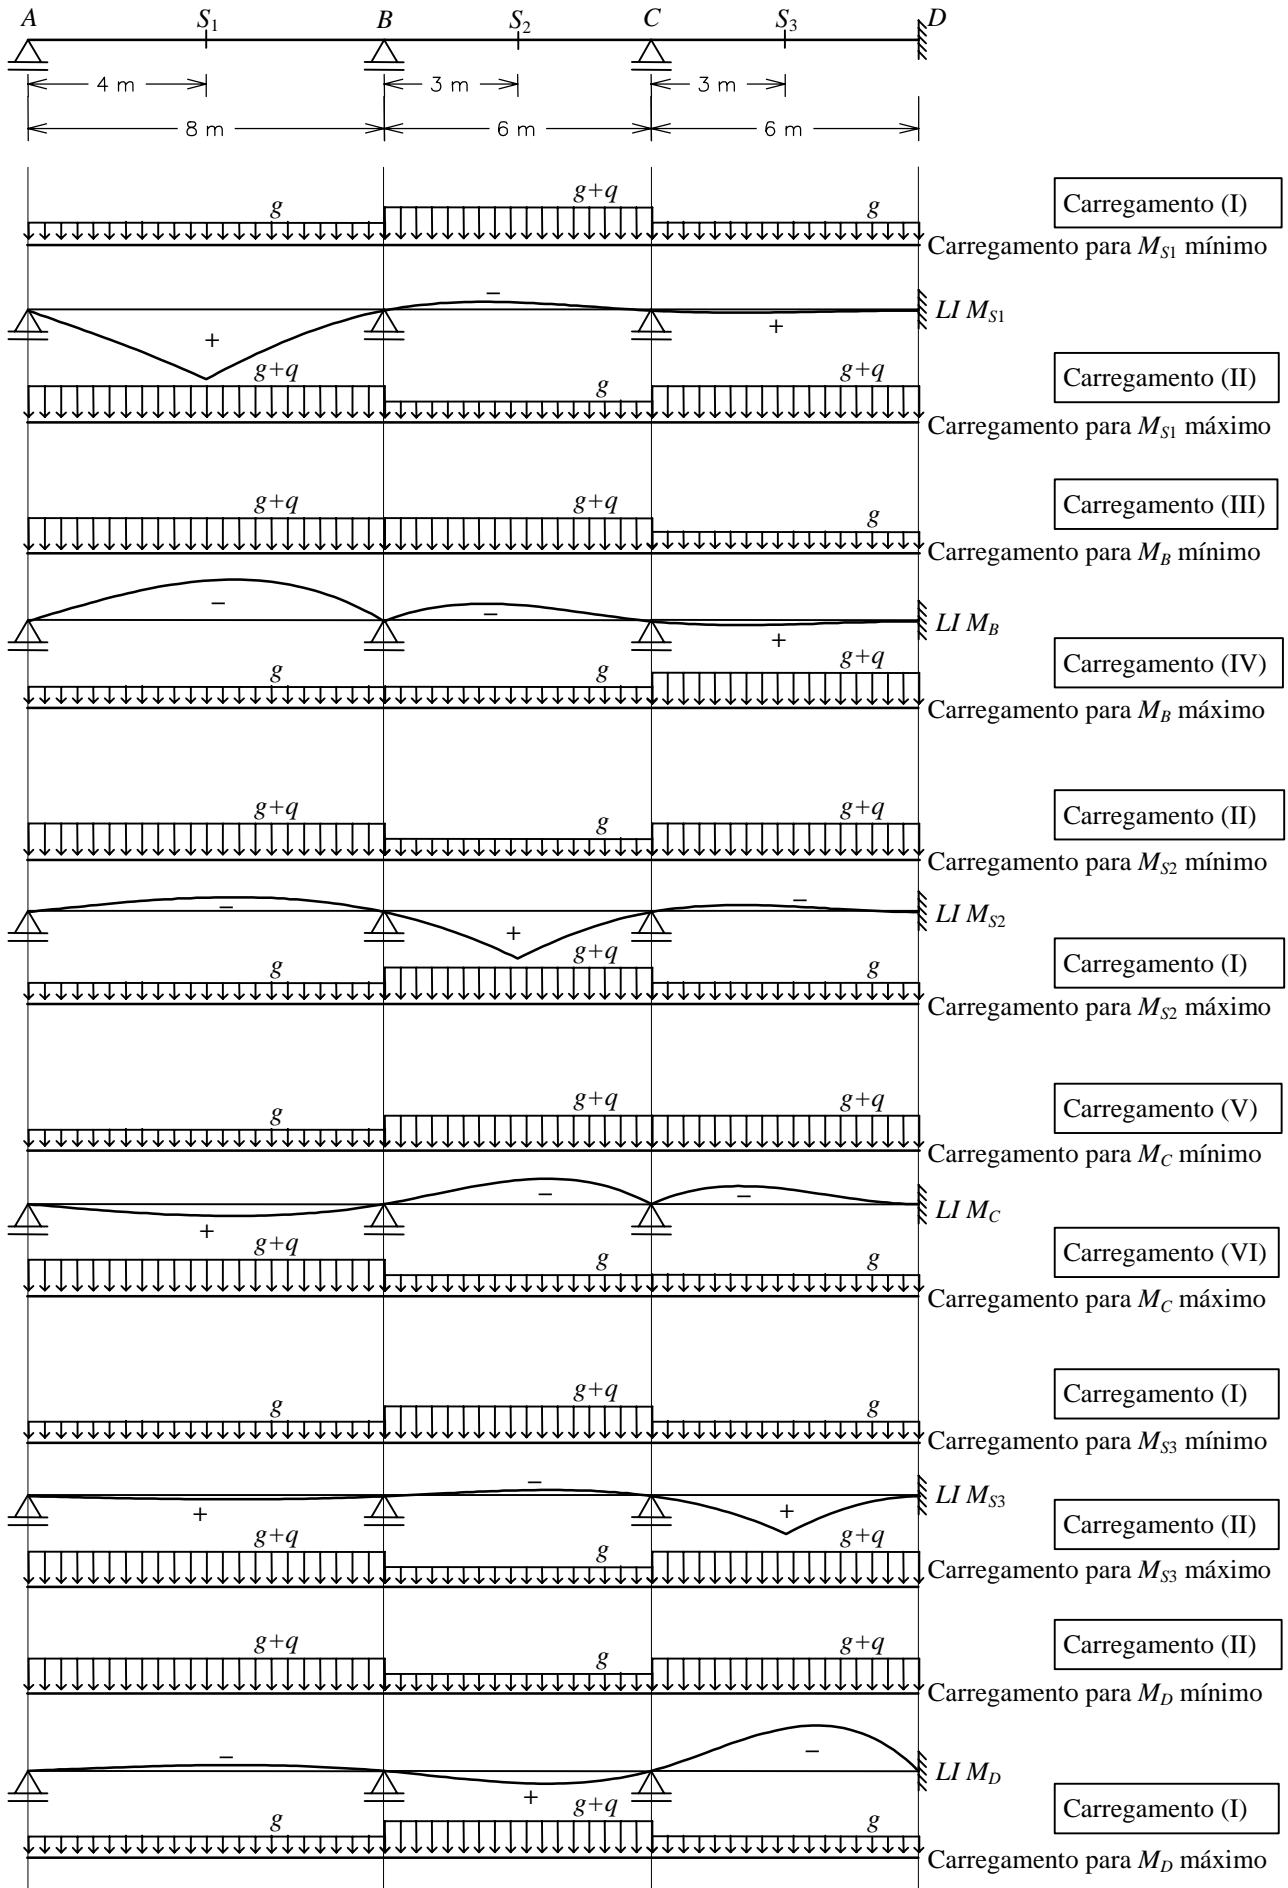 A S1 B S2 C S3 D
4 m 3 m 3 m
8 m 6 m 6 m
g g+q g Carregamento (I)
Carregamento para MS1 mínimo
− + + LI MS1
g+q g g+q Carregamento (II)
Carregamento para MS1 máximo
g+q g+q g Carregamento (III)
Carregamento para MB mínimo
− − + LI MB
g g g+q Carregamento (IV)
Carregamento para MB máximo
g+q g g+q Carregamento (II)
Carregamento para MS2 mínimo
− + − LI MS2
g g+q g Carregamento (I)
Carregamento para MS2 máximo
g g+q g+q Carregamento (V)
Carregamento para MC mínimo
+ − − LI MC
g+q g g Carregamento (VI)
Carregamento para MC máximo
g g+q g Carregamento (I)
Carregamento para MS3 mínimo
+ − + LI MS3
g+q g g+q Carregamento (II)
Carregamento para MS3 máximo
g+q g g+q Carregamento (II)
Carregamento para MD mínimo
− + − LI MD
g g+q g Carregamento (I)
Carregamento para MD máximo